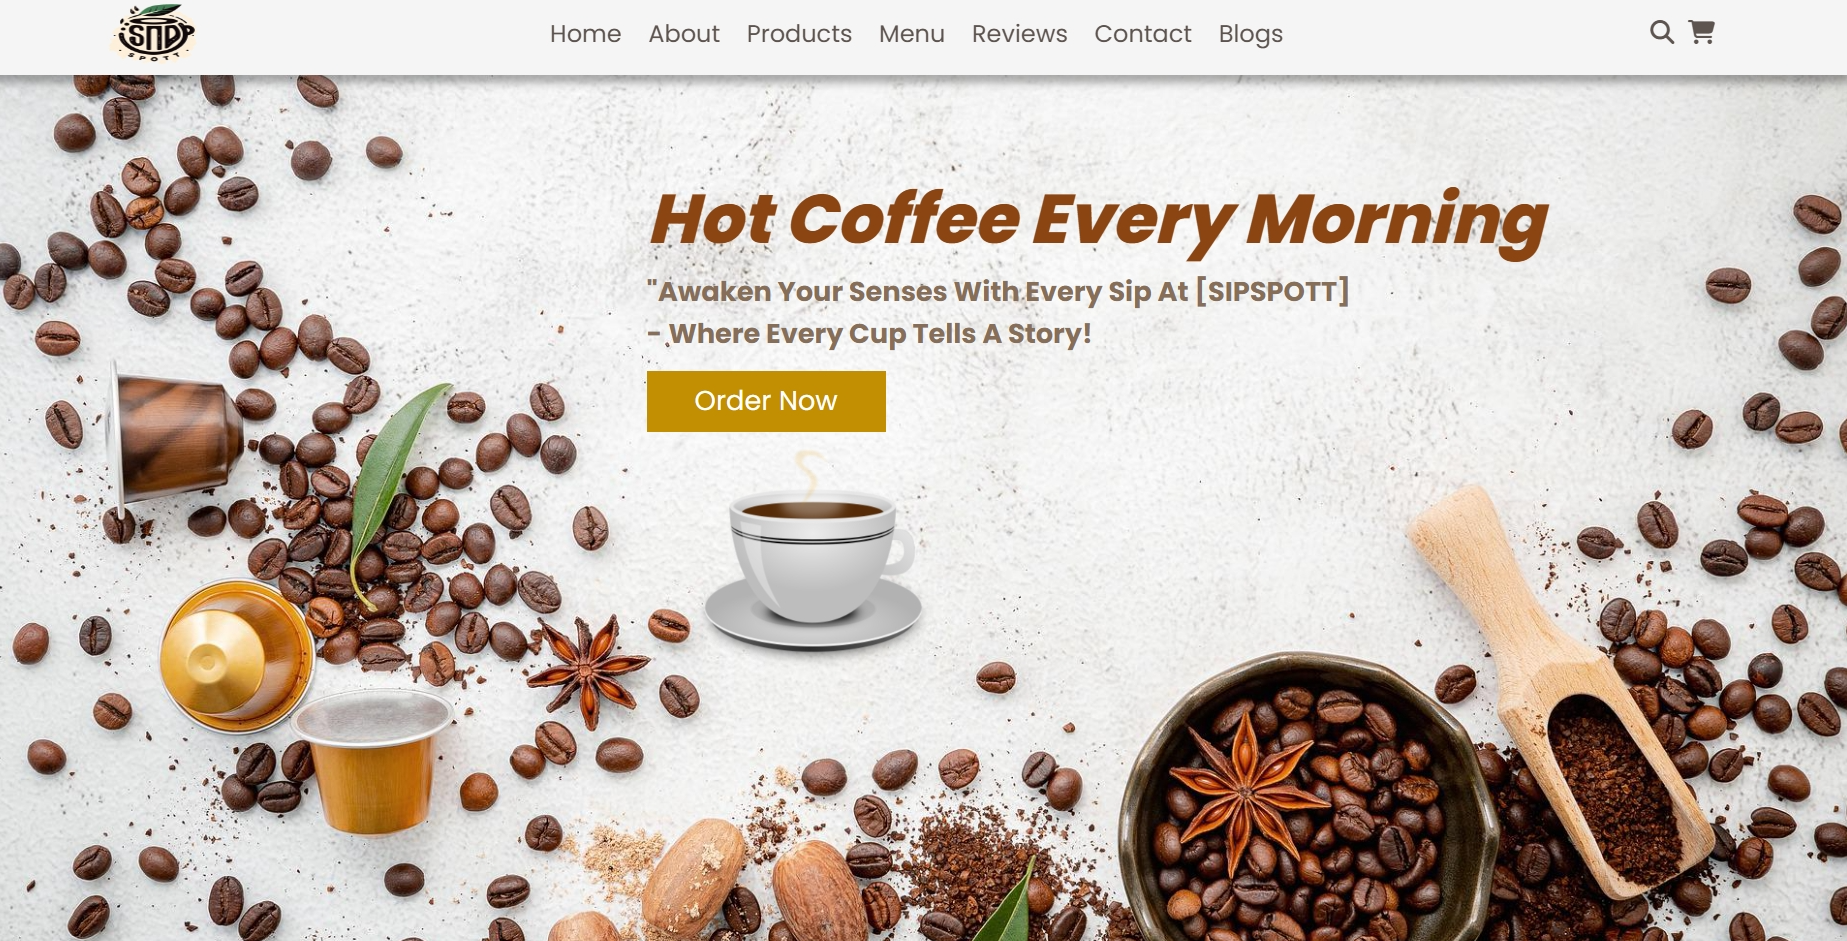 SPOTT
Home About Products Menu Reviews Contact Blogs
Hot Coffee Every Morning
"Awaken Your Senses With Every Sip At [SIPSPOTT]
– Where Every Cup Tells A Story!
Order Now